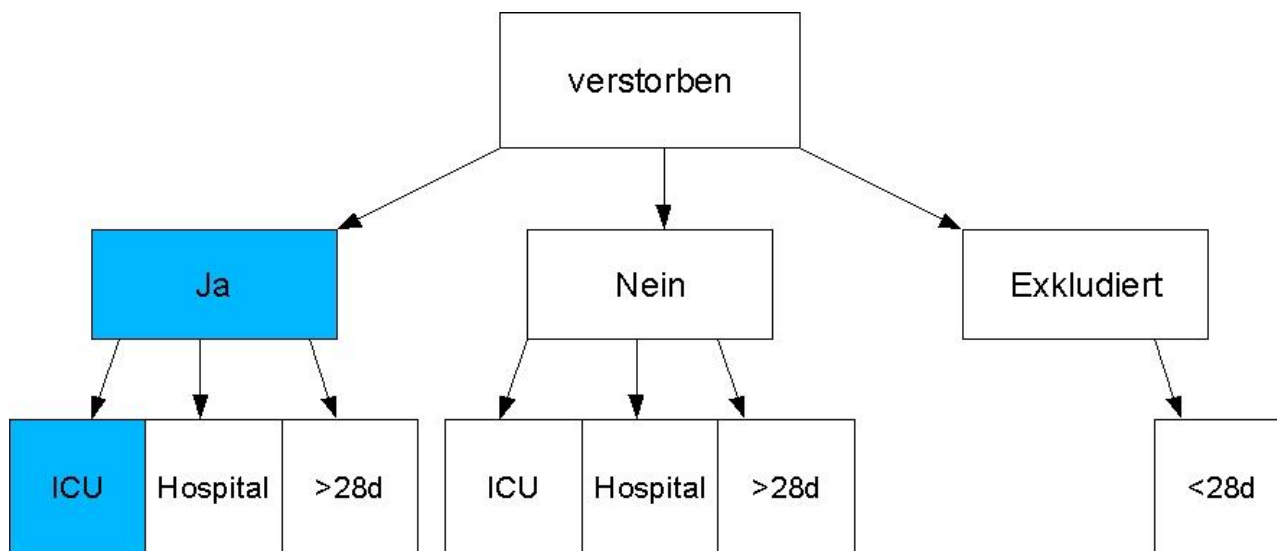 verstorben
Ja
Nein
Exkludiert
ICU
Hospital
>28d
ICU
Hospital
>28d
<28d